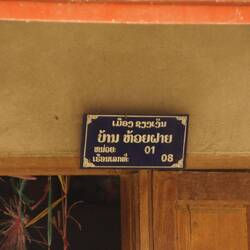 ເມືອງ ຊຽງເງິນ
ບ້ານ ຫ້ວຍຝາຍ
ໜ່ວຍ: 01
ເຮືອນເລກທີ: 08